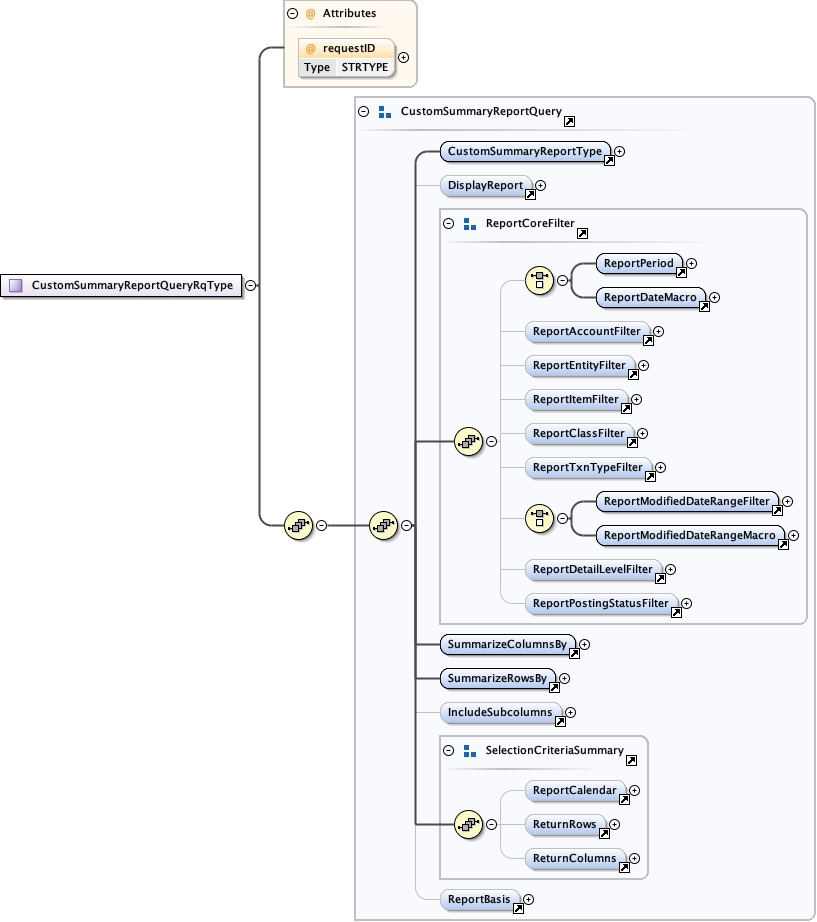 @ Attributes
@ requestID
Type STRTYPE
CustomSummaryReportQuery
CustomSummaryReportType
DisplayReport
ReportCoreFilter
ReportPeriod
CustomSummaryReportQueryRqType
ReportDateMacro
ReportAccountFilter
ReportEntityFilter
ReportItemFilter
ReportClassFilter
ReportTxnTypeFilter
ReportModifiedDateRangeFilter
ReportModifiedDateRangeMacro
ReportDetailLevelFilter
ReportPostingStatusFilter
SummarizeColumnsBy
SummarizeRowsBy
IncludeSubcolumns
SelectionCriteriaSummary
ReportCalendar
ReturnRows
ReturnColumns
ReportBasis